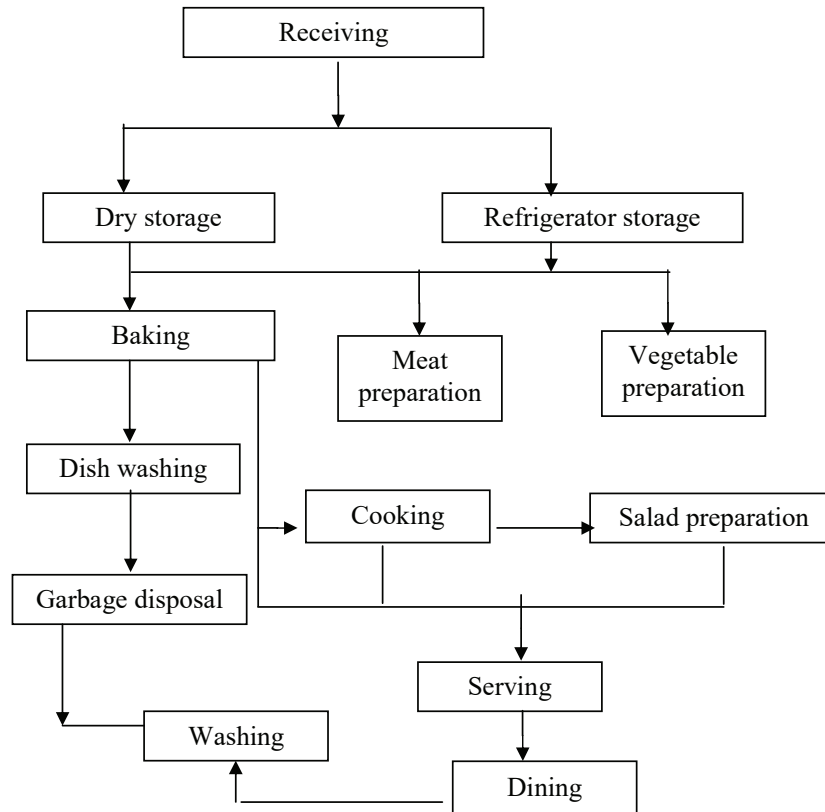 Receiving
Dry storage
Refrigerator storage
Baking
Meat
preparation
Vegetable
preparation
Dish washing
Cooking
Salad preparation
Garbage disposal
Serving
Washing
Dining